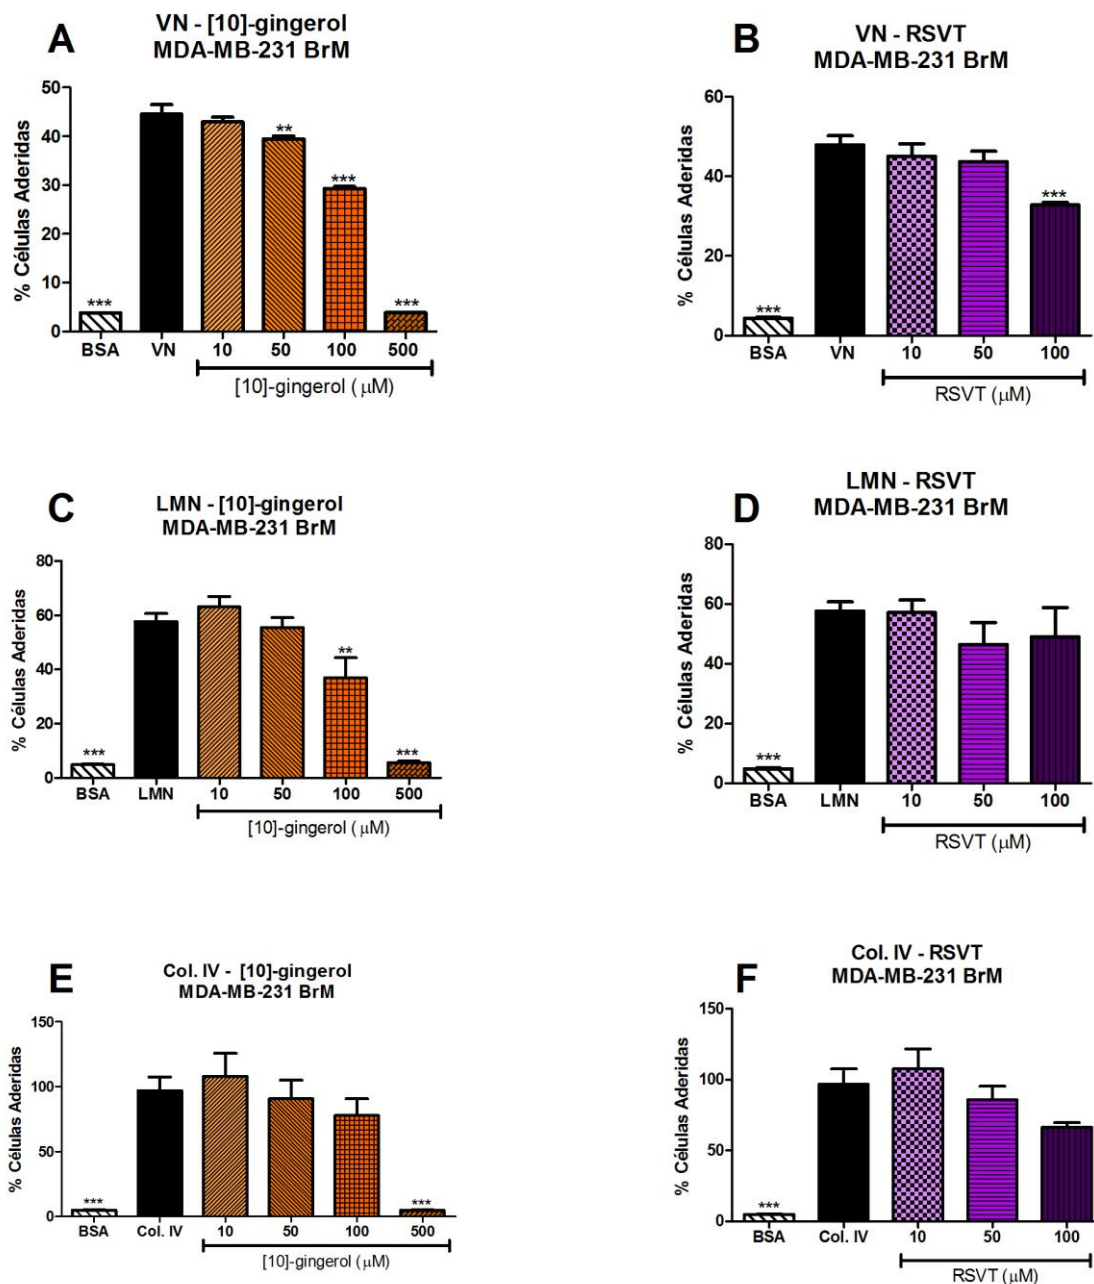 A
VN - [10]-gingerol
MDA-MB-231 BrM
% Células Aderidas
50
40
30
20
10
0
***
**
***
***
BSA VN 10 50 100 500
[10]-gingerol ( μM)
B
VN - RSVT
MDA-MB-231 BrM
% Células Aderidas
60
40
20
0
***
***
BSA VN 10 50 100
RSVT (μM)
C
LMN - [10]-gingerol
MDA-MB-231 BrM
% Células Aderidas
80
60
40
20
0
***
**
***
BSA LMN 10 50 100 500
[10]-gingerol ( μM)
D
LMN - RSVT
MDA-MB-231 BrM
% Células Aderidas
80
60
40
20
0
***
BSA LMN 10 50 100
RSVT (μM)
E
Col. IV - [10]-gingerol
MDA-MB-231 BrM
% Células Aderidas
150
100
50
0
***
***
BSA Col. IV 10 50 100 500
[10]-gingerol ( μM)
F
Col. IV - RSVT
MDA-MB-231 BrM
% Células Aderidas
150
100
50
0
***
BSA Col. IV 10 50 100
RSVT (μM)